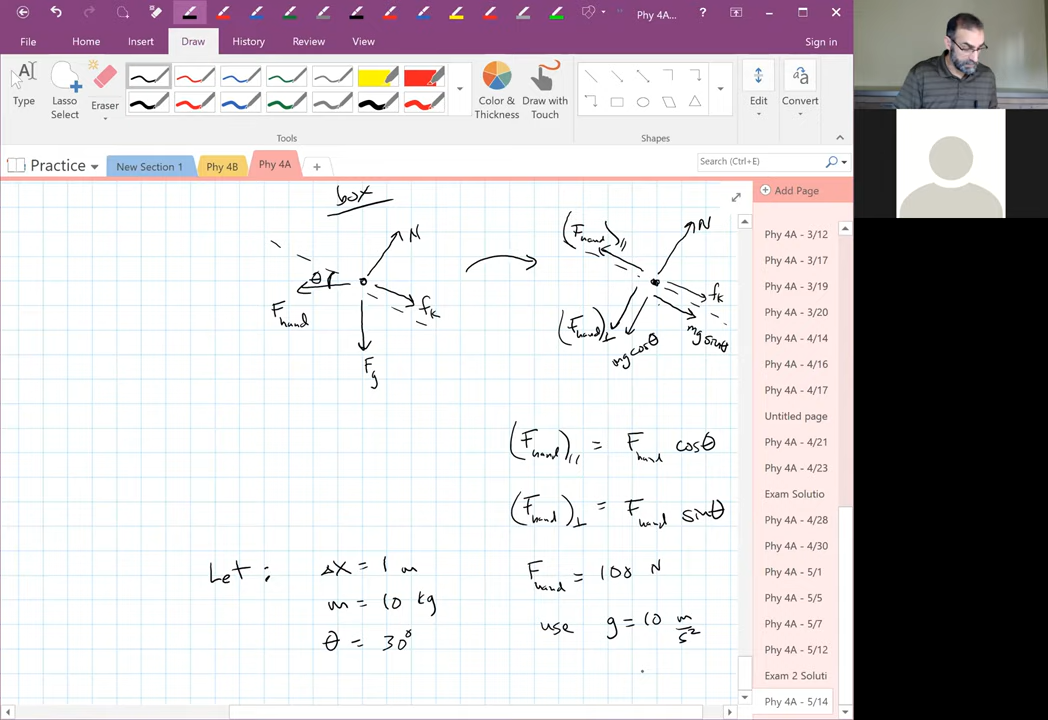 Phy 4A...
?
File
Home
Insert
Draw
History
Review
View
Sign in
Type
Lasso Select
Eraser
Color & Thickness
Draw with Touch
Edit
Convert
Tools
Shapes
Practice
New Section 1
Phy 4B
Phy 4A
+
Search (Ctrl+E)
Add Page
Phy 4A - 3/12
Phy 4A - 3/17
Phy 4A - 3/19
Phy 4A - 3/20
Phy 4A - 4/14
Phy 4A - 4/16
Phy 4A - 4/17
Untitled page
Phy 4A - 4/21
Phy 4A - 4/23
Exam Solutio
Phy 4A - 4/28
Phy 4A - 4/30
Phy 4A - 5/1
Phy 4A - 5/5
Phy 4A - 5/7
Phy 4A - 5/12
Exam 2 Soluti
Phy 4A - 5/14
box
N
θ
F_hand
f_k
F_g
(F_hand)_∥
N
f_k
(F_hand)_⊥
mg cosθ
mg sinθ
(F_hand)_∥ = F_hand cosθ
(F_hand)_⊥ = F_hand sinθ
Let : Δx = 1 m
m = 10 kg
θ = 30°
F_hand = 100 N
use g = 10 m/s²